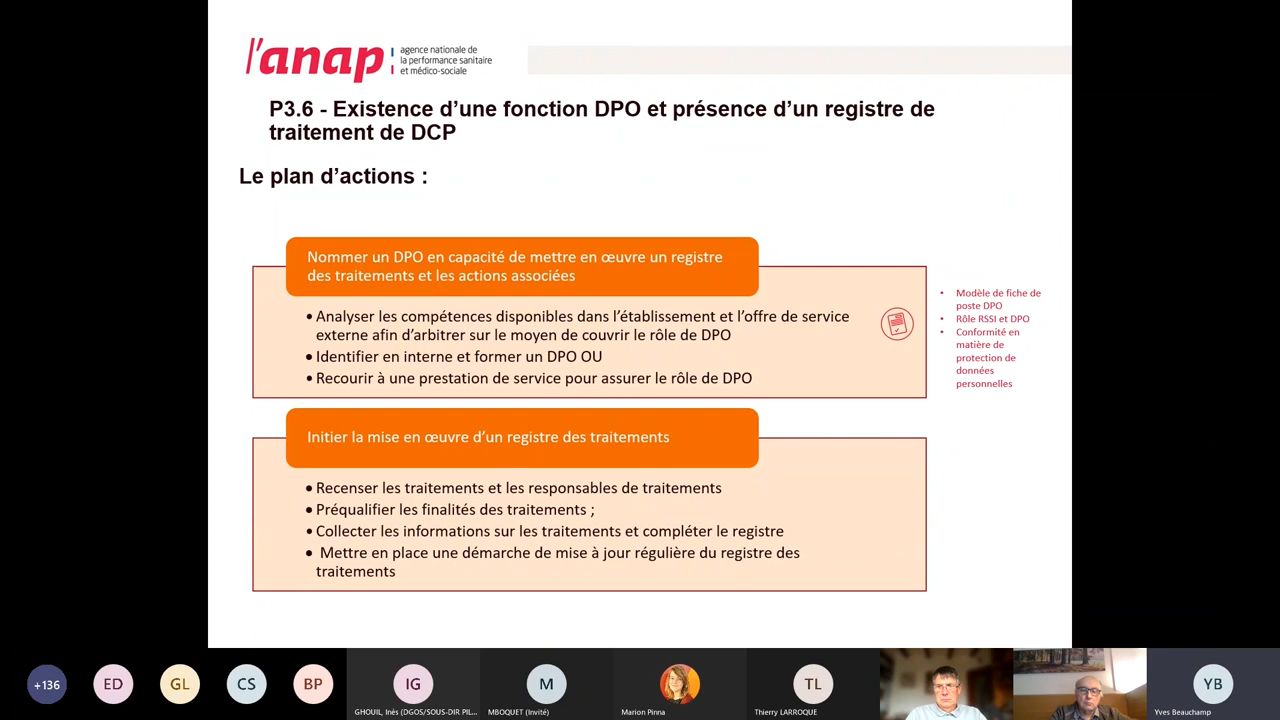 l'anap
agence nationale de
la performance sanitaire
et médico-sociale
P3.6 - Existence d'une fonction DPO et présence d'un registre de
traitement de DCP
Le plan d'actions :
Nommer un DPO en capacité de mettre en œuvre un registre
des traitements et les actions associées
• Analyser les compétences disponibles dans l'établissement et l'offre de service
externe afin d'arbitrer sur le moyen de couvrir le rôle de DPO
• Identifier en interne et former un DPO OU
• Recourir à une prestation de service pour assurer le rôle de DPO
• Modèle de fiche de
poste DPO
• Rôle RSSI et DPO
• Conformité en
matière de
protection de
données
personnelles
Initier la mise en œuvre d'un registre des traitements
• Recenser les traitements et les responsables de traitements
• Préqualifier les finalités des traitements ;
• Collecter les informations sur les traitements et compléter le registre
• Mettre en place une démarche de mise à jour régulière du registre des
traitements
+136
ED
GL
CS
BP
IG
GHOUIL, Inès (DGOS/SOUS-DIR PIL...
M
MBOQUET (Invité)
Marion Pinna
TL
Thierry LARROQUE
YB
Yves Beauchamp